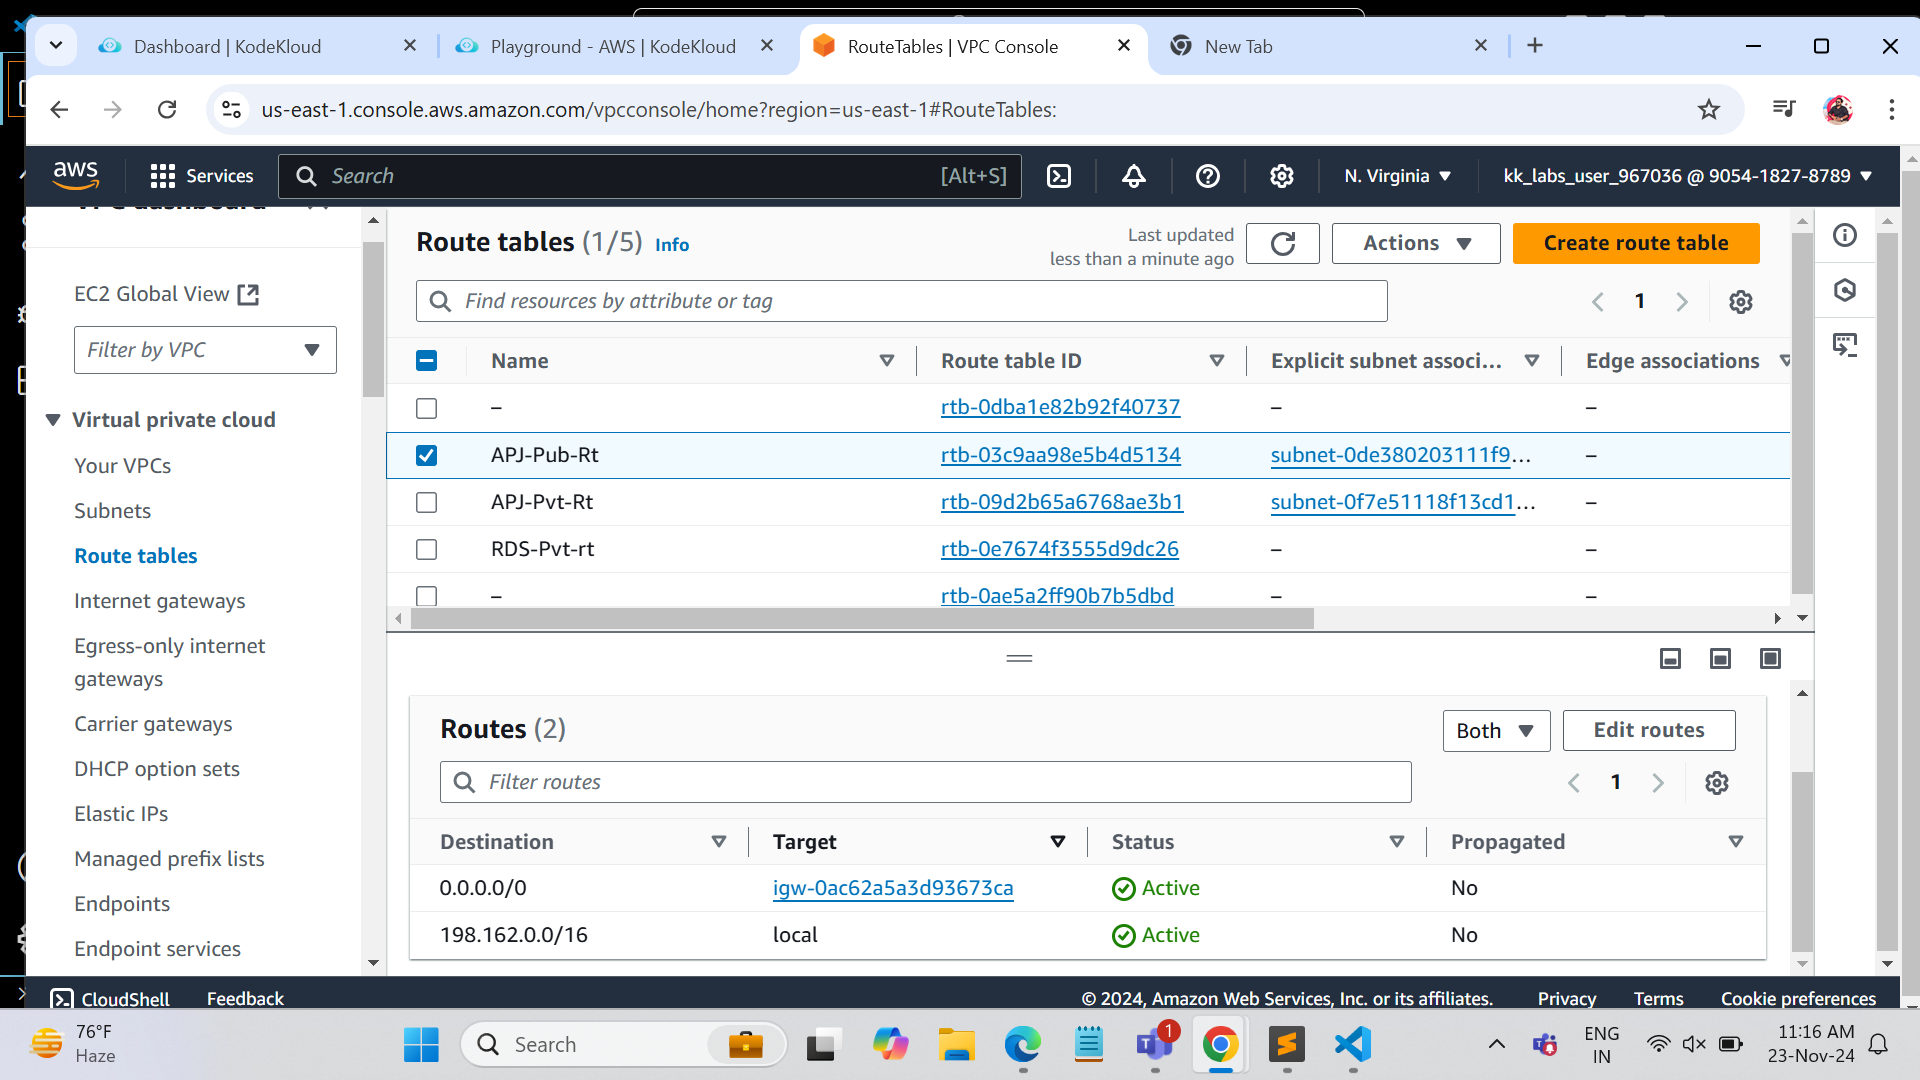 Dashboard | KodeKloud
Playground - AWS | KodeKloud
RouteTables | VPC Console
New Tab
us-east-1.console.aws.amazon.com/vpcconsole/home?region=us-east-1#RouteTables:
aws
Services
Search
[Alt+S]
N. Virginia
kk_labs_user_967036 @ 9054-1827-8789
VPC dashboard
EC2 Global View
Filter by VPC
Virtual private cloud
Your VPCs
Subnets
Route tables
Internet gateways
Egress-only internet
gateways
Carrier gateways
DHCP option sets
Elastic IPs
Managed prefix lists
Endpoints
Endpoint services
Route tables (1/5) Info
Last updated
less than a minute ago
Actions
Create route table
Find resources by attribute or tag
1
Name Route table ID Explicit subnet associ... Edge associations
– rtb-0dba1e82b92f40737 – –
APJ-Pub-Rt rtb-03c9aa98e5b4d5134 subnet-0de380203111f9... –
APJ-Pvt-Rt rtb-09d2b65a6768ae3b1 subnet-0f7e51118f13cd1... –
RDS-Pvt-rt rtb-0e7674f3555d9dc26 – –
– rtb-0ae5a2ff90b7b5dbd – –
Routes (2)
Both
Edit routes
Filter routes
1
Destination Target Status Propagated
0.0.0.0/0 igw-0ac62a5a3d93673ca Active No
198.162.0.0/16 local Active No
CloudShell Feedback
© 2024, Amazon Web Services, Inc. or its affiliates. Privacy Terms Cookie preferences
76°F
Haze
Search
1
ENG
IN
11:16 AM
23-Nov-24